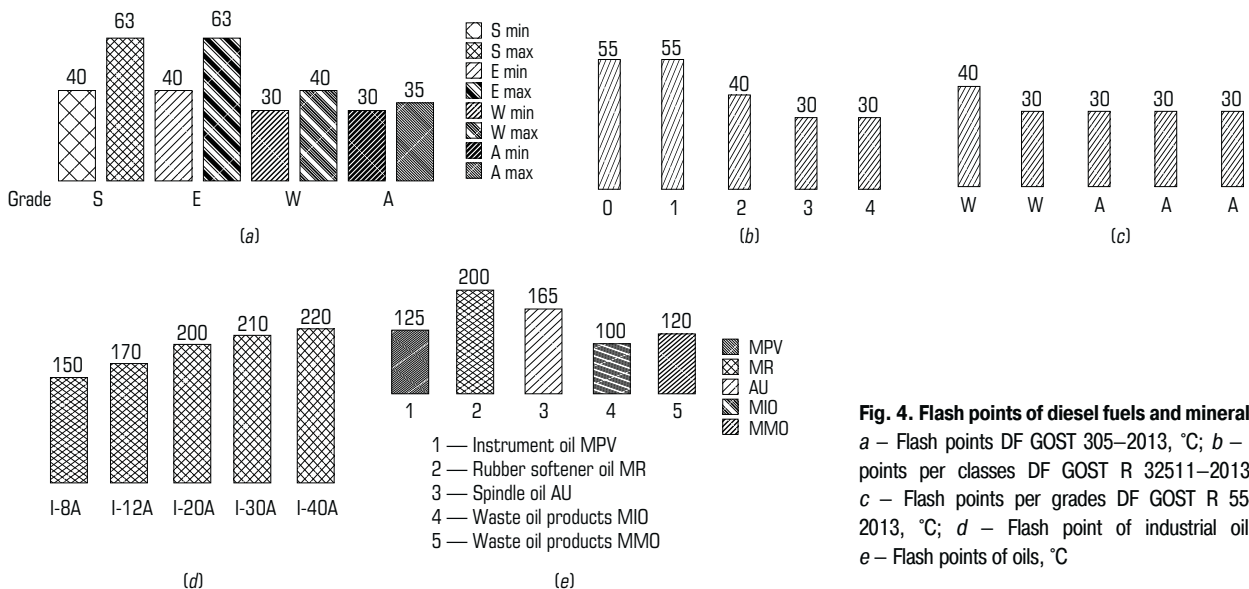 63 63
40 40 40
30 30 35
Grade S E W A
S min
S max
E min
E max
W min
W max
A min
A max
(a)
55 55
40
30 30
0 1 2 3 4
(b)
40
30 30 30 30
W W A A A
(c)
150 170 200 210 220
I-8A I-12A I-20A I-30A I-40A
(d)
125 200 165 100 120
1 2 3 4 5
MPV
MR
AU
MIO
MMO
1 — Instrument oil MPV
2 — Rubber softener oil MR
3 — Spindle oil AU
4 — Waste oil products MIO
5 — Waste oil products MMO
(e)
Fig. 4. Flash points of diesel fuels and mineral
a – Flash points DF GOST 305–2013, °C; b –
points per classes DF GOST R 32511–2013
c – Flash points per grades DF GOST R 55
2013, °C; d – Flash point of industrial oil
e – Flash points of oils, °C